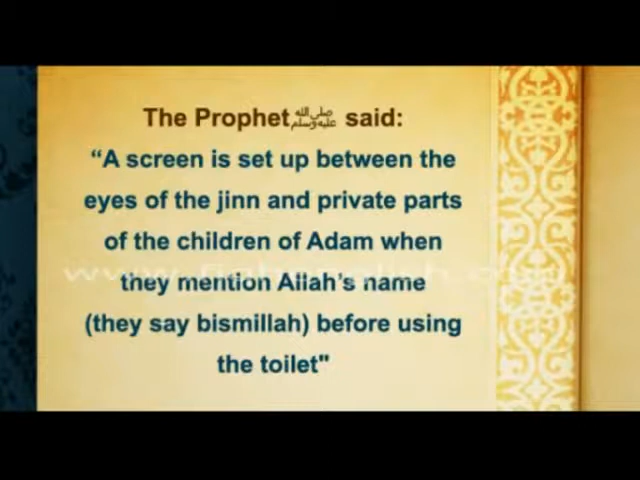 The Prophet ﷺ said:
“A screen is set up between the
eyes of the jinn and private parts
of the children of Adam when
they mention Allah’s name
(they say bismillah) before using
the toilet"